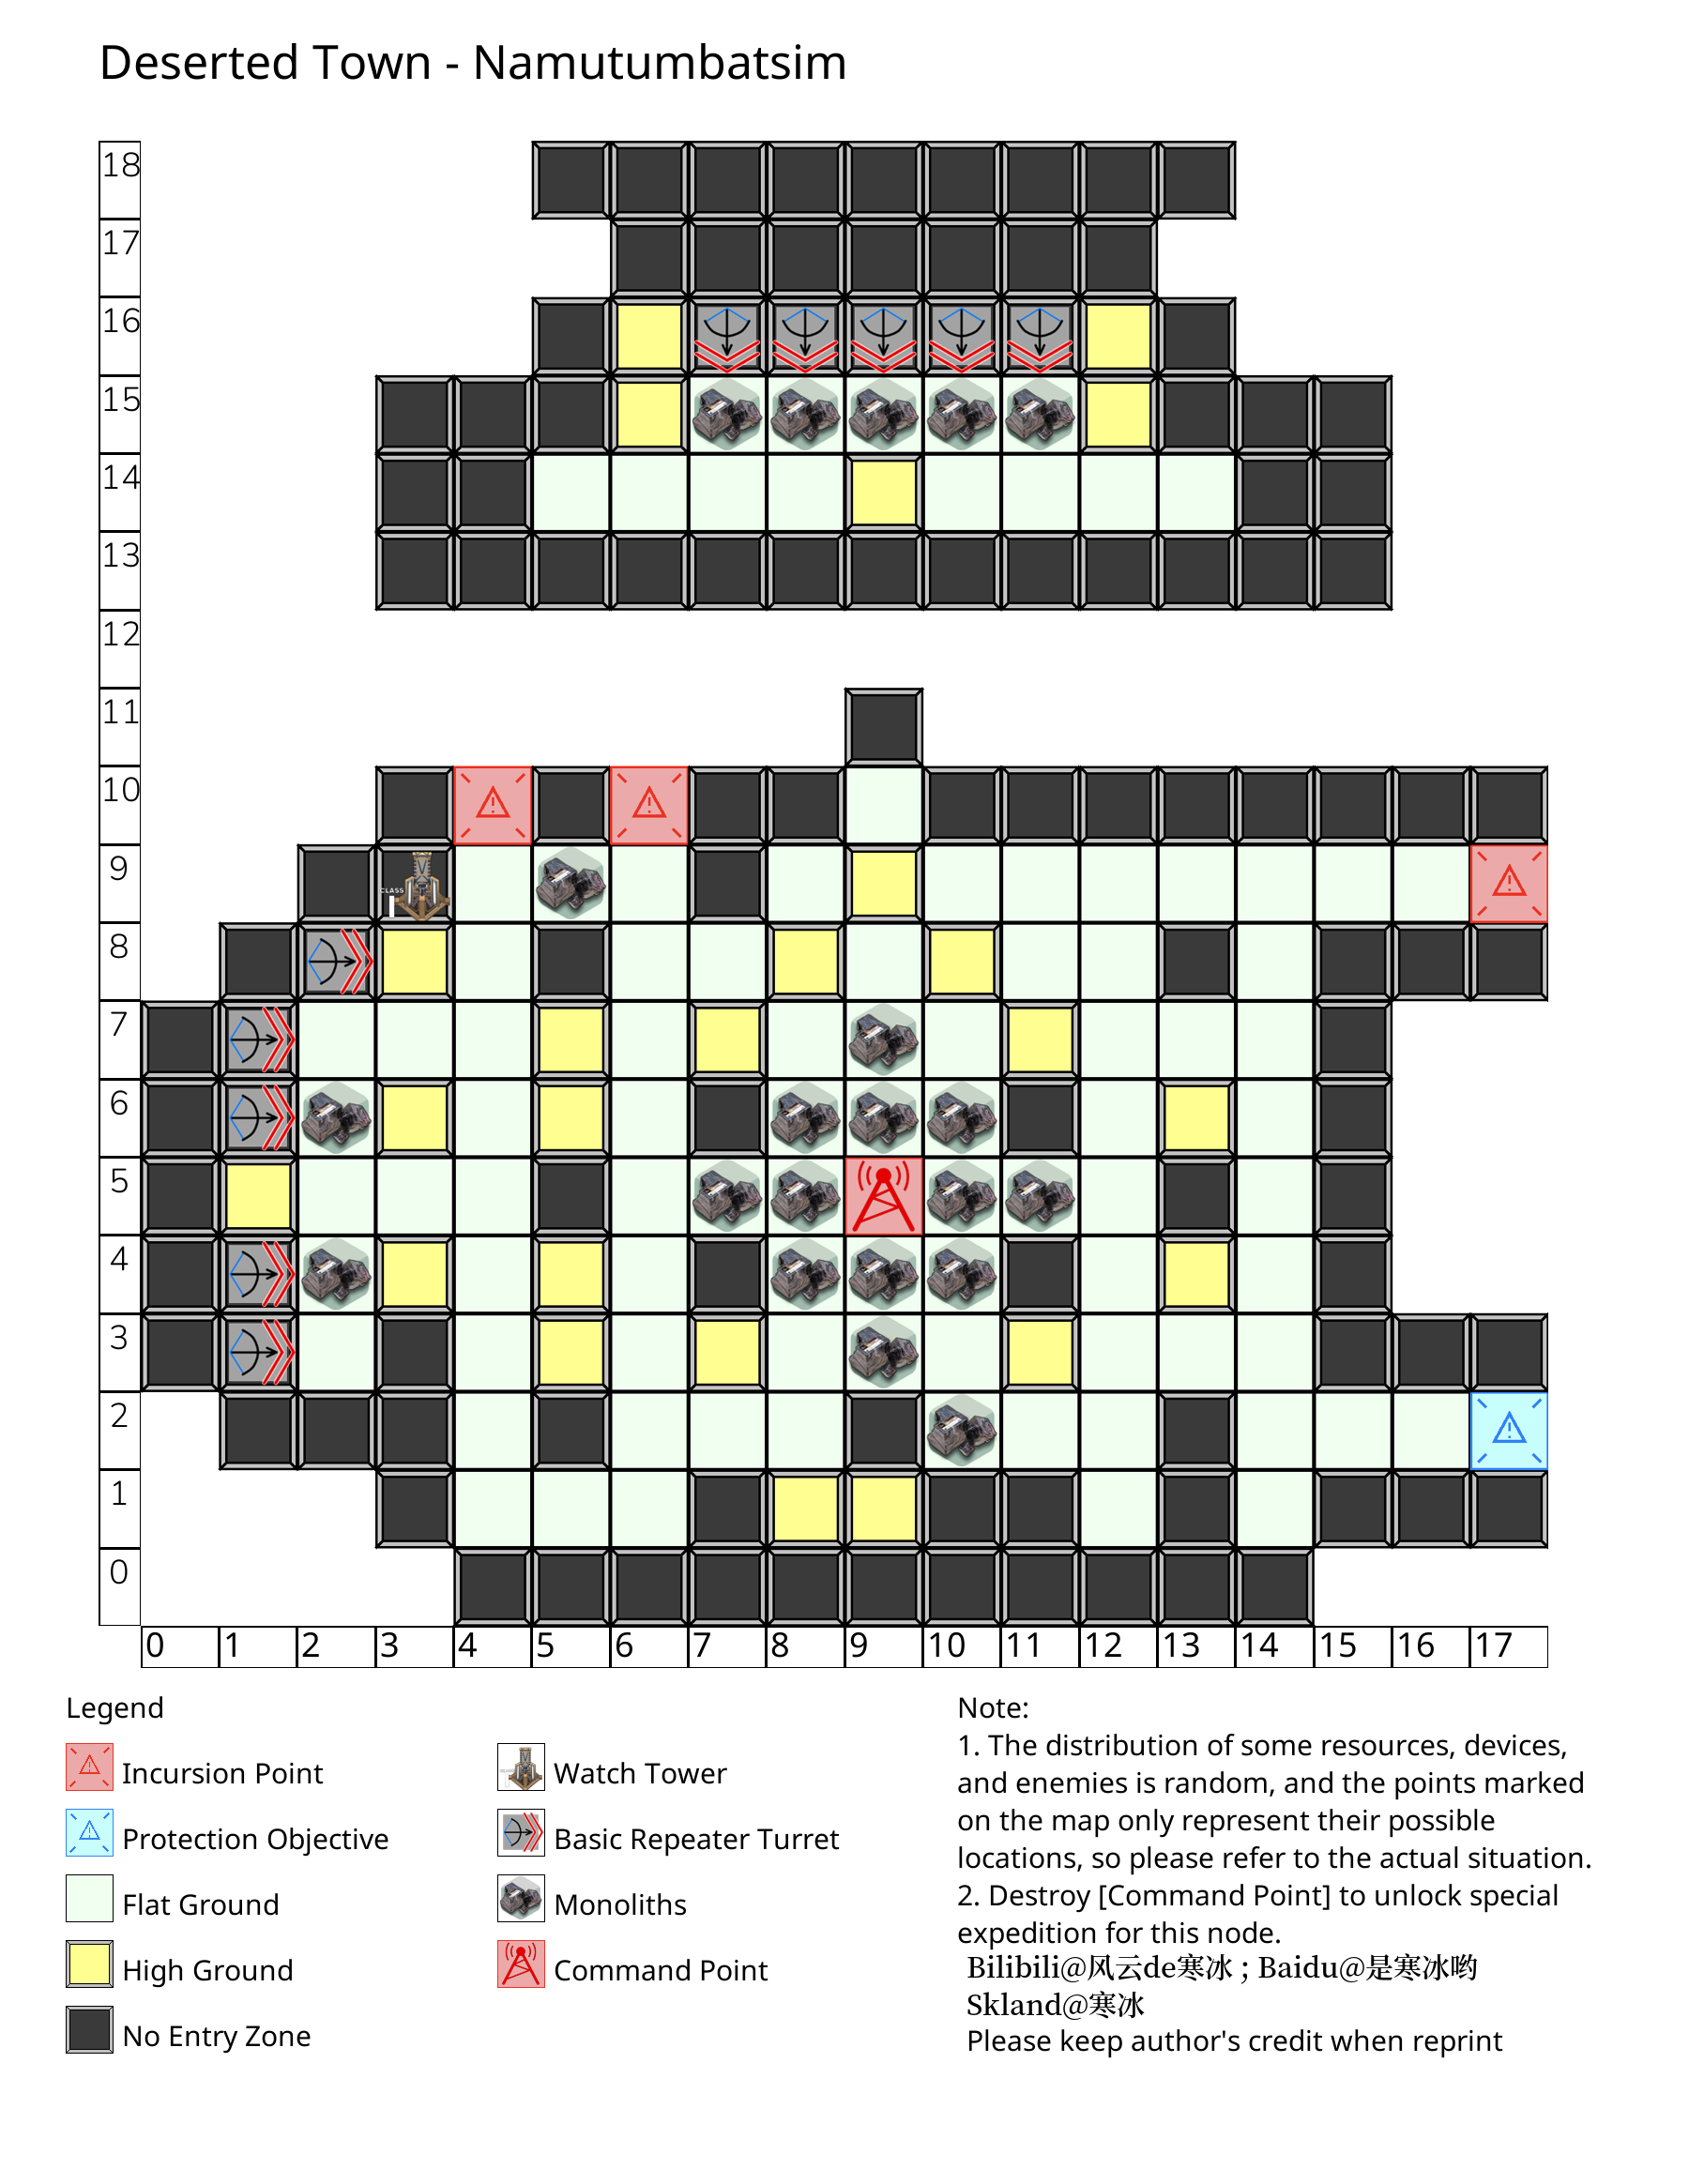 Deserted Town - Namutumbatsim
18
17
16
15
14
13
12
11
10
9
CLASS I
8
7
6
5
4
3
2
1
0
0 1 2 3 4 5 6 7 8 9 10 11 12 13 14 15 16 17
Legend
Incursion Point
Protection Objective
Flat Ground
High Ground
No Entry Zone
Watch Tower
Basic Repeater Turret
Monoliths
Command Point
Note:
1. The distribution of some resources, devices,
and enemies is random, and the points marked
on the map only represent their possible
locations, so please refer to the actual situation.
2. Destroy [Command Point] to unlock special
expedition for this node.
Bilibili@风云de寒冰 ; Baidu@是寒冰哟
Skland@寒冰
Please keep author's credit when reprint